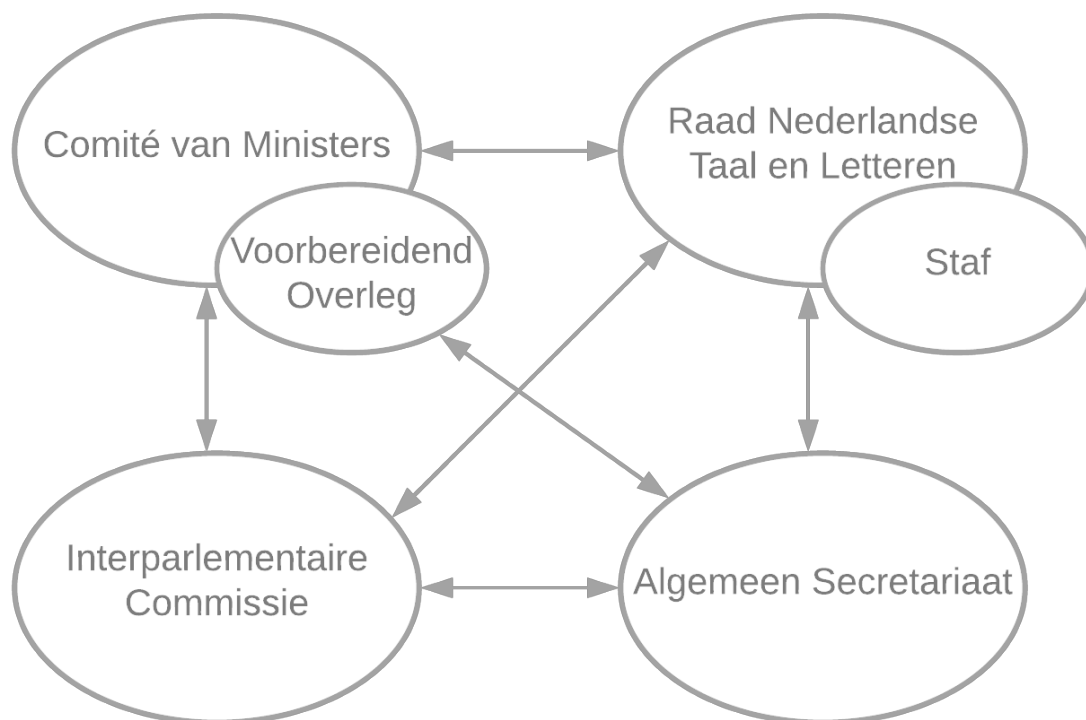 Comité van Ministers
Raad Nederlandse
Taal en Letteren
Voorbereidend
Overleg
Staf
Interparlementaire
Commissie
Algemeen Secretariaat